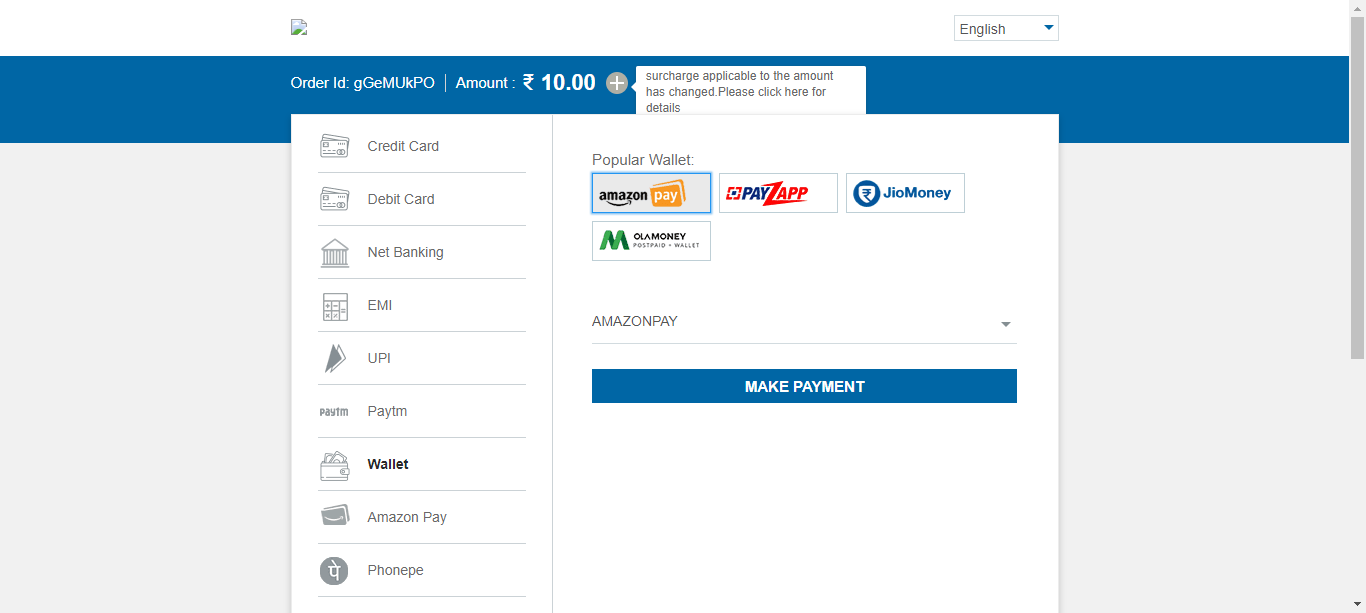 English
Order Id: gGeMUkPO
Amount : ₹ 10.00
surcharge applicable to the amount
has changed.Please click here for
details
Credit Card
Debit Card
Net Banking
EMI
UPI
Paytm
Paytm
Wallet
Amazon Pay
पे
Phonepe
Popular Wallet:
amazon pay
PAYZAPP
₹ JioMoney
OLAMONEY
POSTPAID + WALLET
AMAZONPAY
MAKE PAYMENT